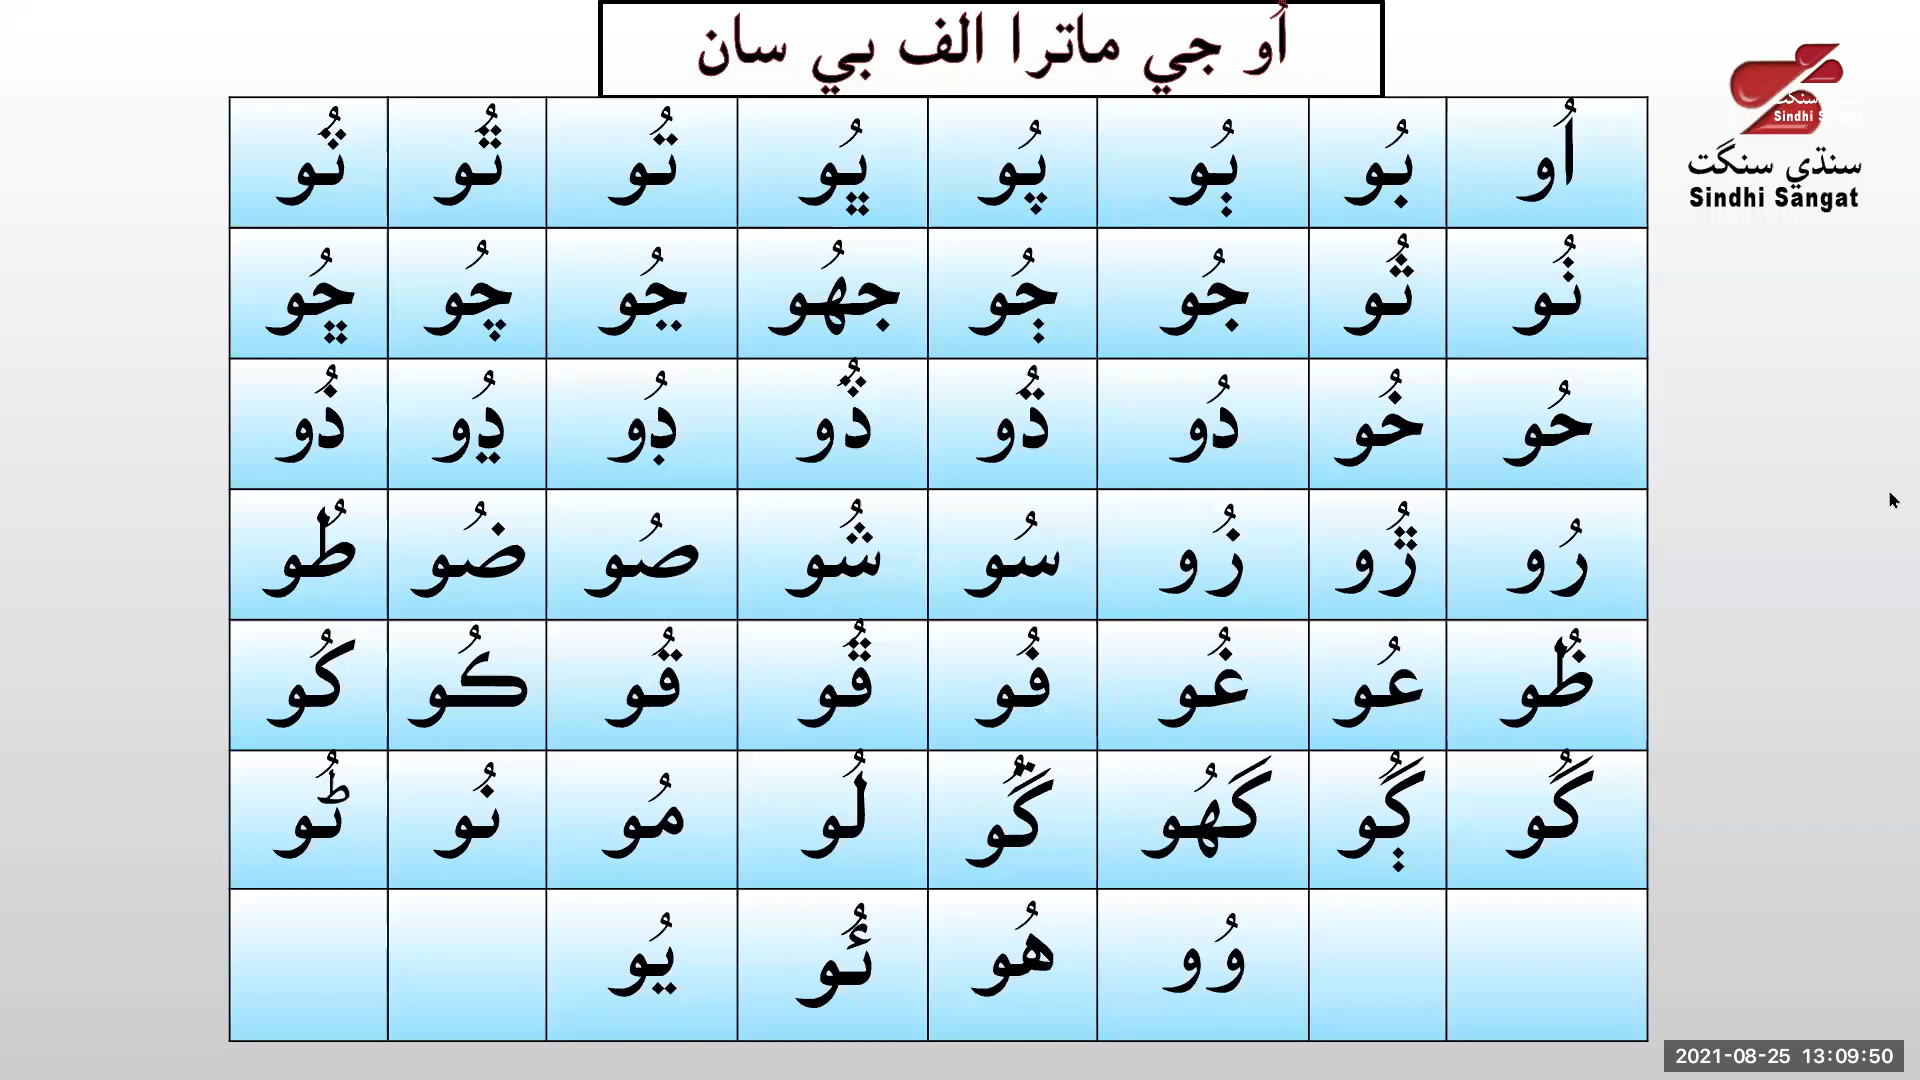 اُو جي ماترا الف بي سان
سنڌي سنگت
Sindhi Sangat
اُو بُو ٻُو پُو ڀُو تُو ٿُو ٽُو
ٺُو ثُو جُو ڄُو جهُو ڃُو چُو ڇُو
حُو خُو دُو ڌُو ڏُو ڊُو ڍُو ذُو
رُو ڙُو زُو سُو شُو صُو ضُو طُو
ظُو عُو غُو فُو ڦُو قُو ڪُو کُو
گُو ڳُو گهُو ڱُو لُو مُو نُو ڻُو
وُو هُو ئُو يُو
2021-08-25 13:09:50